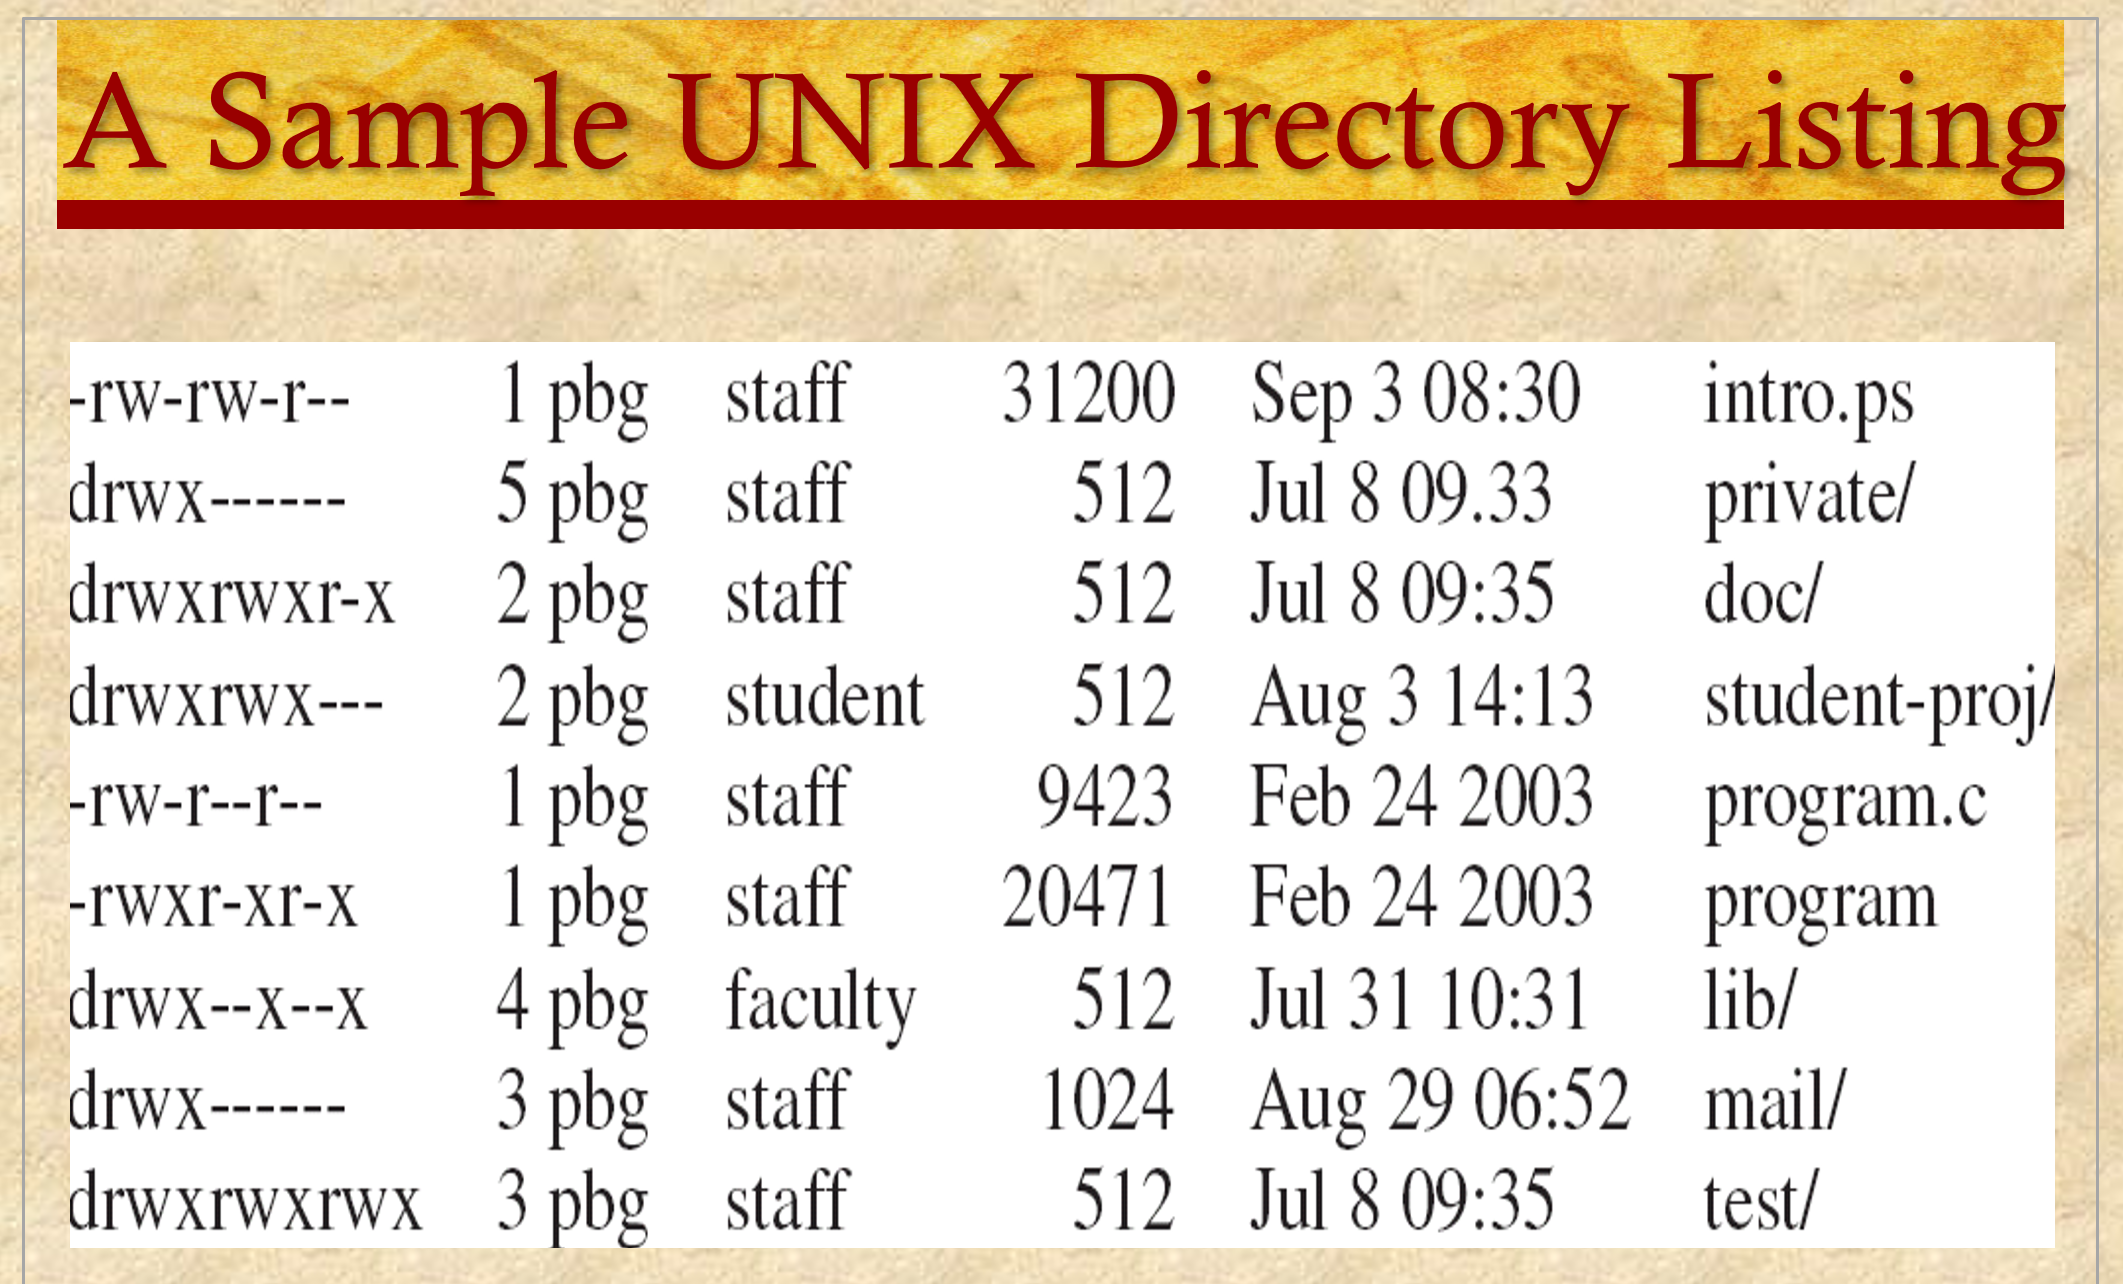 A Sample UNIX Directory Listing
-rw-rw-r-- 1 pbg staff 31200 Sep 3 08:30 intro.ps
drwx------ 5 pbg staff 512 Jul 8 09.33 private/
drwxrwxr-x 2 pbg staff 512 Jul 8 09:35 doc/
drwxrwx--- 2 pbg student 512 Aug 3 14:13 student-proj/
-rw-r--r-- 1 pbg staff 9423 Feb 24 2003 program.c
-rwxr-xr-x 1 pbg staff 20471 Feb 24 2003 program
drwx--x--x 4 pbg faculty 512 Jul 31 10:31 lib/
drwx------ 3 pbg staff 1024 Aug 29 06:52 mail/
drwxrwxrwx 3 pbg staff 512 Jul 8 09:35 test/